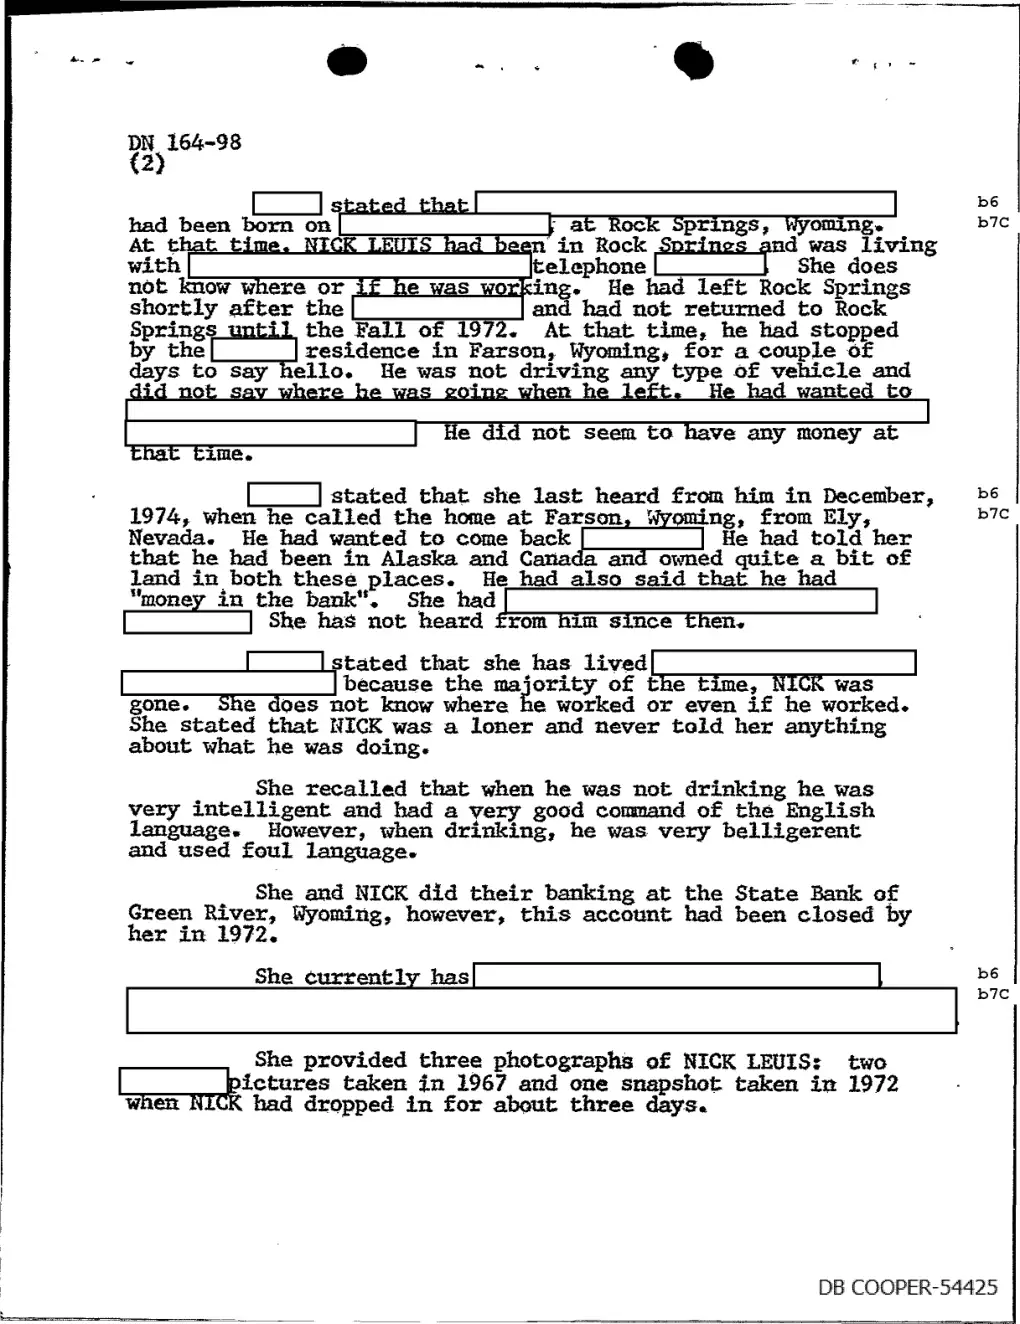 DN 164-98
(2)
stated that b6
had been born on ; at Rock Springs, Wyoming. b7C
At that time, NICK LEUIS had been in Rock Springs and was living
with telephone . She does
not know where or if he was working. He had left Rock Springs
shortly after the and had not returned to Rock
Springs until the Fall of 1972. At that time, he had stopped
by the residence in Farson, Wyoming, for a couple of
days to say hello. He was not driving any type of vehicle and
did not say where he was going when he left. He had wanted to
He did not seem to have any money at
that time.
stated that she last heard from him in December, b6
1974, when he called the home at Farson, Wyoming, from Ely, b7C
Nevada. He had wanted to come back He had told her
that he had been in Alaska and Canada and owned quite a bit of
land in both these places. He had also said that he had
"money in the bank". She had
She has not heard from him since then.
stated that she has lived
because the majority of the time, NICK was
gone. She does not know where he worked or even if he worked.
She stated that NICK was a loner and never told her anything
about what he was doing.
She recalled that when he was not drinking he was
very intelligent and had a very good command of the English
language. However, when drinking, he was very belligerent
and used foul language.
She and NICK did their banking at the State Bank of
Green River, Wyoming, however, this account had been closed by
her in 1972.
She currently has b6
b7C
She provided three photographs of NICK LEUIS: two
pictures taken in 1967 and one snapshot taken in 1972
when NICK had dropped in for about three days.
DB COOPER-54425